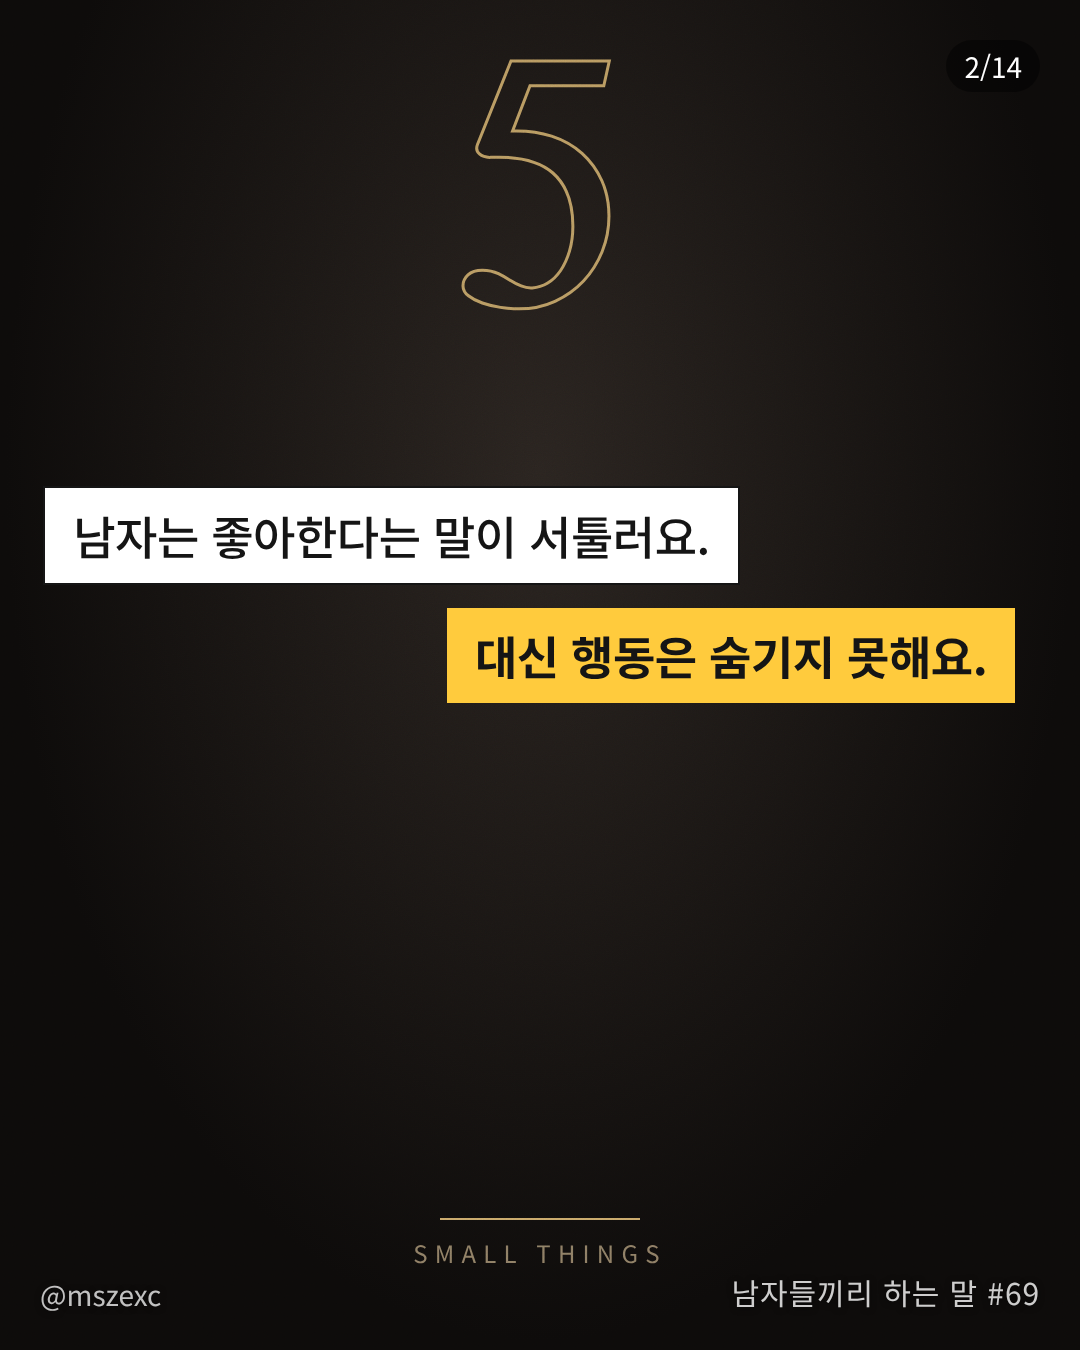 5
2/14
남자는 좋아한다는 말이 서툴러요.
대신 행동은 숨기지 못해요.
SMALL THINGS
@mszexc
남자들끼리 하는 말 #69